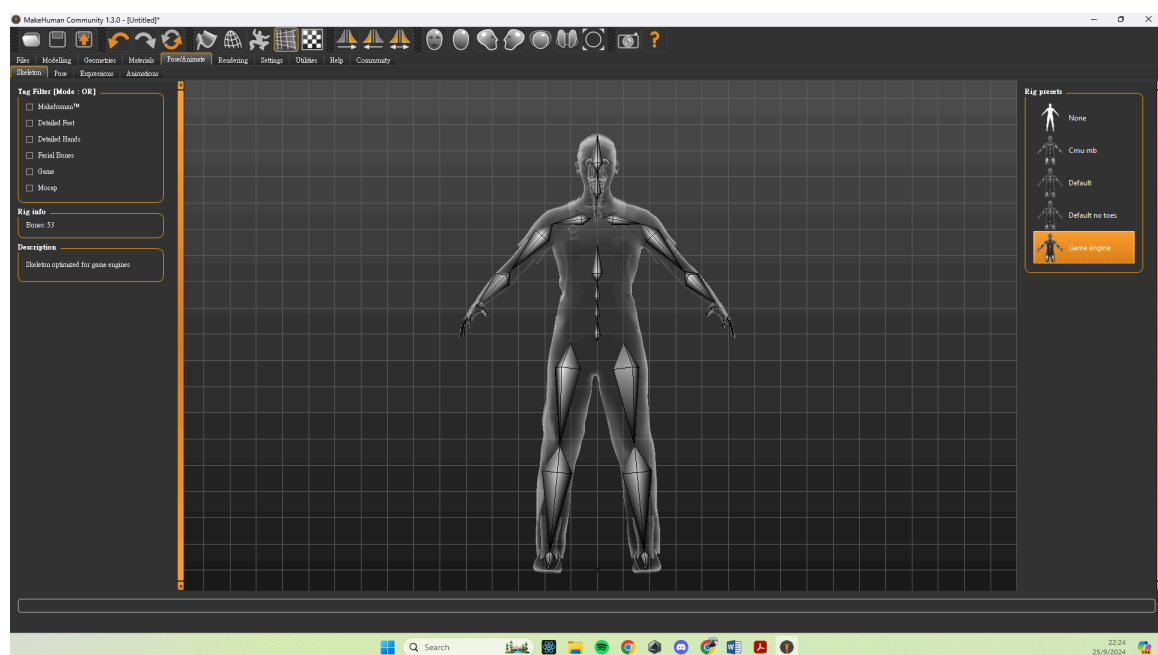 MakeHuman Community 1.3.0 - [Untitled]*
Files Modelling Geometries Materials Pose/Animate Rendering Settings Utilities Help Community
Skeleton Pose Expressions Animations
Tag Filter [Mode : OR]
Makehuman™
Detailed Feet
Detailed Hands
Facial Bones
Game
Mocap
Rig info
Bones: 53
Description
Skeleton optimized for game engines
Rig presets
None
Cmu mb
Default
Default no toes
Game engine
Search
22:24
25/9/2024